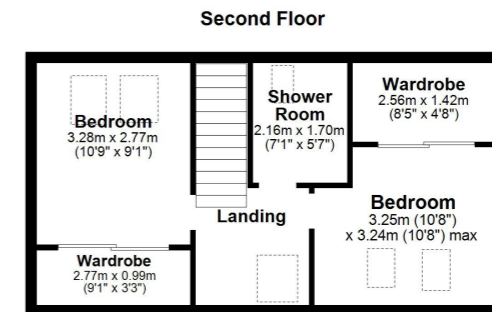 Second Floor
Bedroom
3.28m x 2.77m
(10'9" x 9'1")
Shower
Room
2.16m x 1.70m
(7'1" x 5'7")
Wardrobe
2.56m x 1.42m
(8'5" x 4'8")
Landing
Bedroom
3.25m (10'8")
x 3.24m (10'8") max
Wardrobe
2.77m x 0.99m
(9'1" x 3'3")